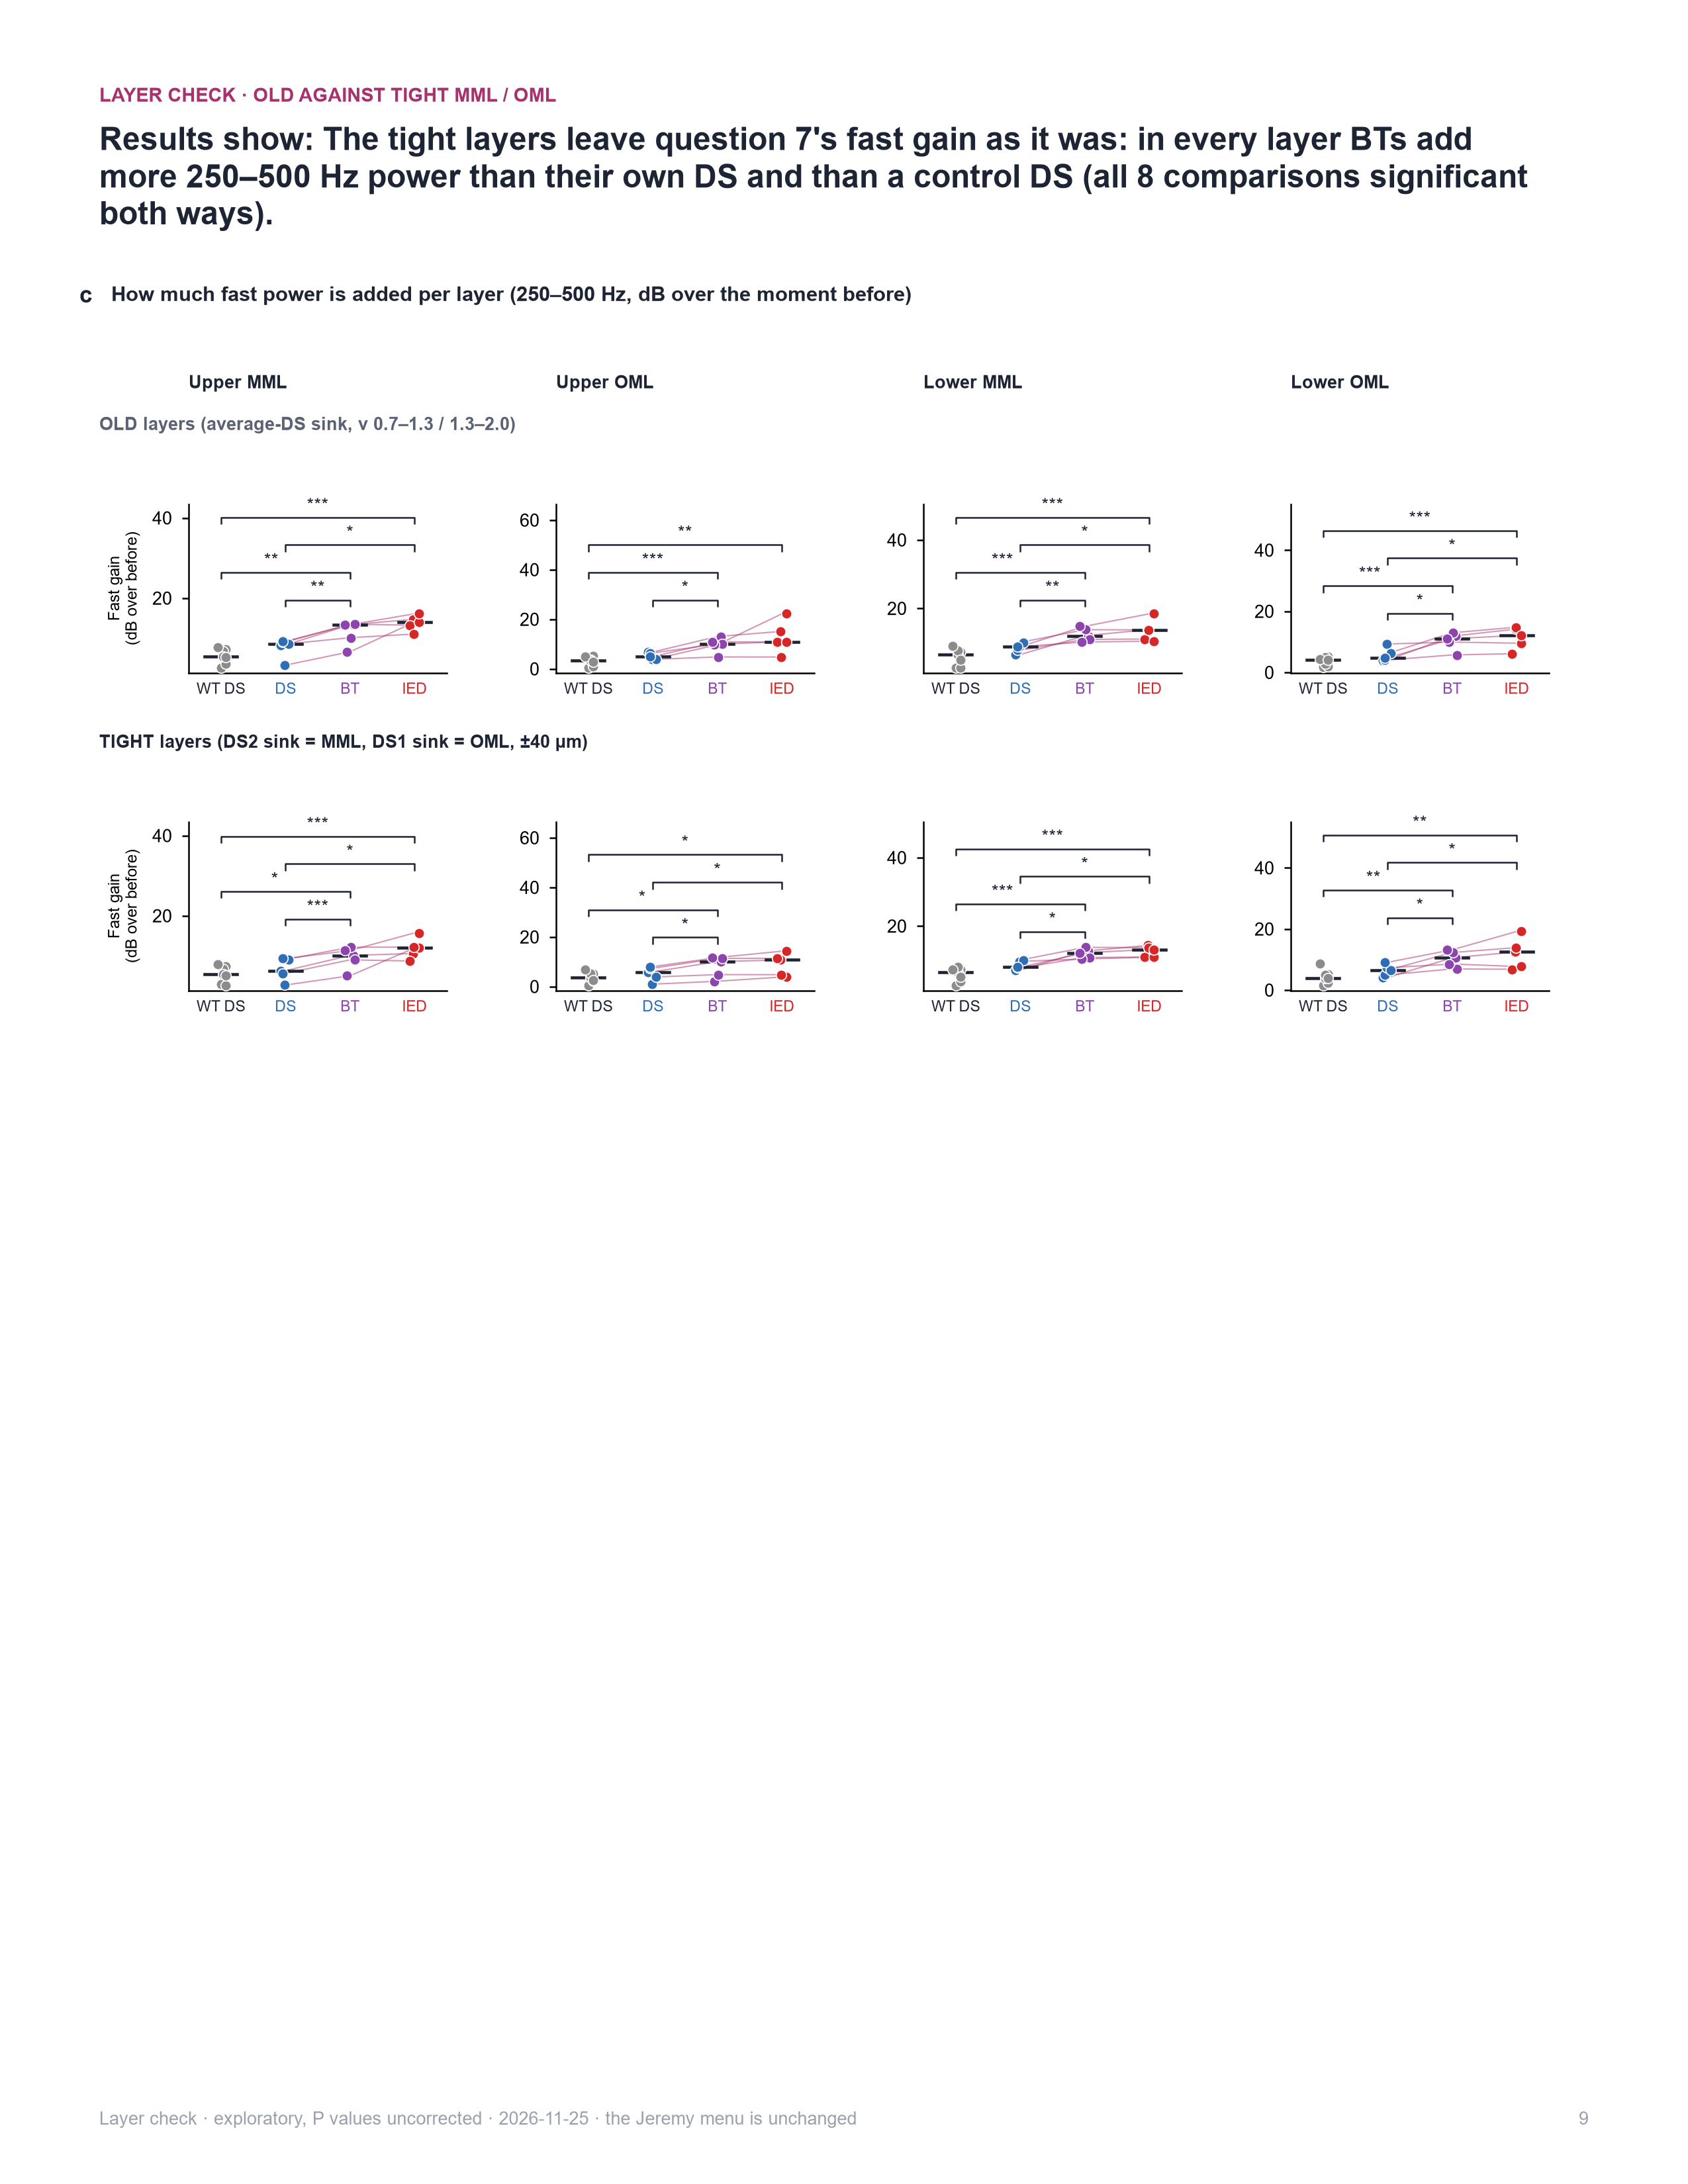 LAYER CHECK · OLD AGAINST TIGHT MML / OML
Results show: The tight layers leave question 7's fast gain as it was: in every layer BTs add
more 250–500 Hz power than their own DS and than a control DS (all 8 comparisons significant
both ways).
c How much fast power is added per layer (250–500 Hz, dB over the moment before)
Upper MML Upper OML Lower MML Lower OML
OLD layers (average-DS sink, v 0.7–1.3 / 1.3–2.0)
Fast gain
(dB over before)
40
20
***
*
**
**
WT DS DS BT IED
60
40
20
0
**
***
*
WT DS DS BT IED
40
20
***
*
***
**
WT DS DS BT IED
40
20
0
***
*
***
*
WT DS DS BT IED
TIGHT layers (DS2 sink = MML, DS1 sink = OML, ±40 µm)
Fast gain
(dB over before)
40
20
***
*
*
***
WT DS DS BT IED
60
40
20
0
*
*
*
*
WT DS DS BT IED
40
20
***
*
***
*
WT DS DS BT IED
40
20
0
**
*
**
*
WT DS DS BT IED
Layer check · exploratory, P values uncorrected · 2026-11-25 · the Jeremy menu is unchanged
9